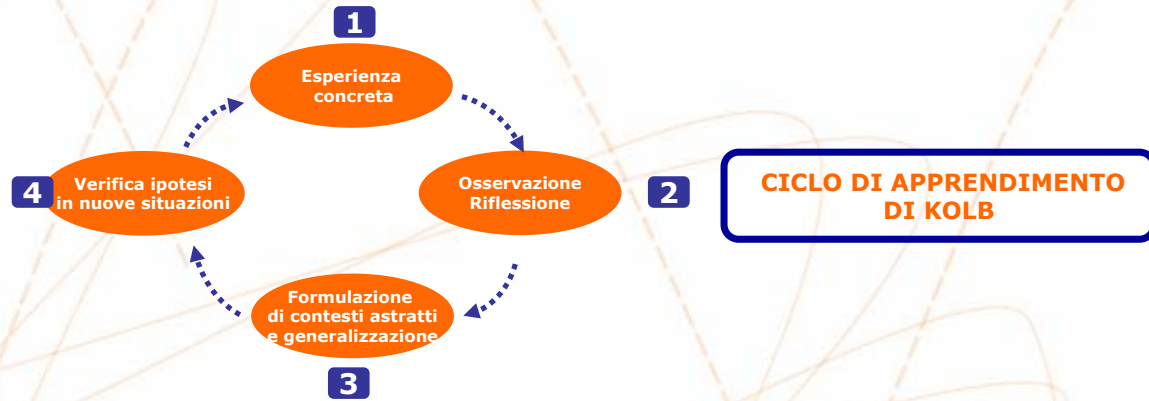 1
Esperienza
concreta
Osservazione
Riflessione
2
Formulazione
di contesti astratti
e generalizzazione
3
4
Verifica ipotesi
in nuove situazioni
CICLO DI APPRENDIMENTO
DI KOLB